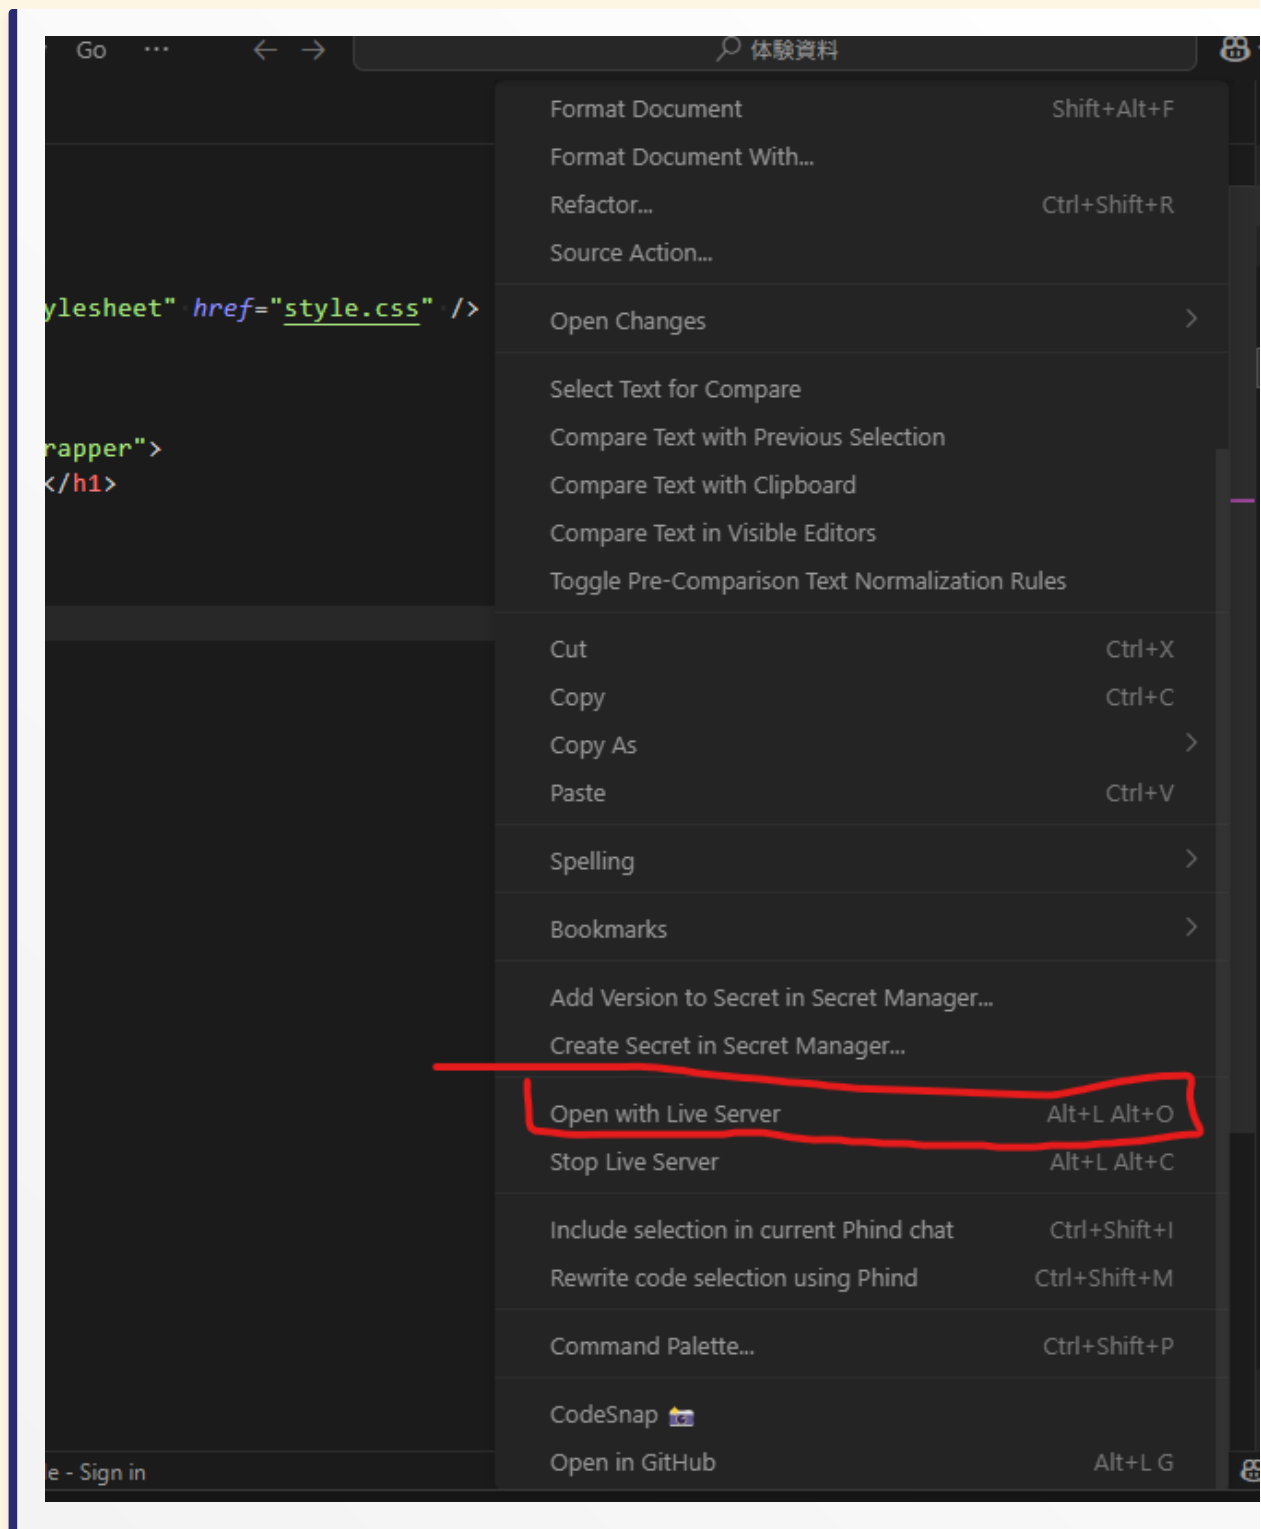 Go ···
体験資料
Format Document Shift+Alt+F
Format Document With...
Refactor... Ctrl+Shift+R
Source Action...
ylesheet" href="style.css" />
Open Changes
Select Text for Compare
Compare Text with Previous Selection
rapper">
Compare Text with Clipboard
</h1>
Compare Text in Visible Editors
Toggle Pre-Comparison Text Normalization Rules
Cut Ctrl+X
Copy Ctrl+C
Copy As
Paste Ctrl+V
Spelling
Bookmarks
Add Version to Secret in Secret Manager...
Create Secret in Secret Manager...
Open with Live Server Alt+L Alt+O
Stop Live Server Alt+L Alt+C
Include selection in current Phind chat Ctrl+Shift+I
Rewrite code selection using Phind Ctrl+Shift+M
Command Palette... Ctrl+Shift+P
CodeSnap 📸
Open in GitHub Alt+L G
le - Sign in